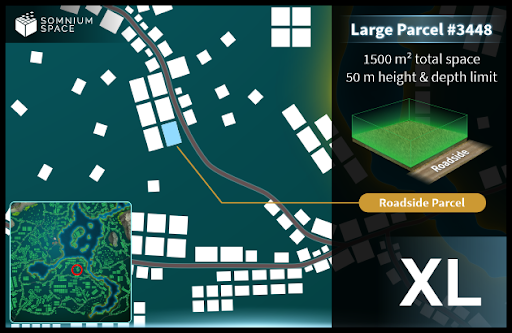 SOMNIUM
SPACE
Large Parcel #3448
1500 m² total space
50 m height & depth limit
Roadside
Roadside Parcel
XL